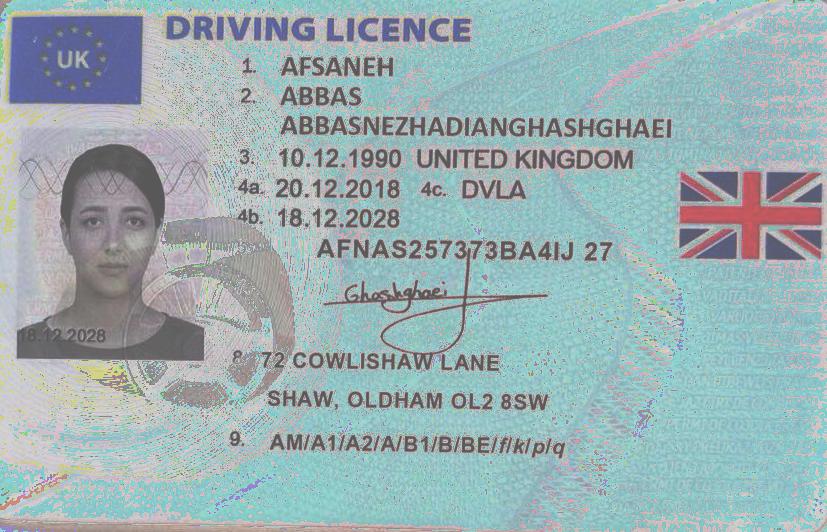 UK
DRIVING LICENCE
1. AFSANEH
2. ABBAS
ABBASNEZHADIANGHASHGHAEI
3. 10.12.1990 UNITED KINGDOM
4a. 20.12.2018 4c. DVLA
4b. 18.12.2028
AFNAS257373BA4IJ 27
Ghashghaei
18.12.2028
8. 72 COWLISHAW LANE
SHAW, OLDHAM OL2 8SW
9. AM/A1/A2/A/B1/B/BE/f/k/p/q